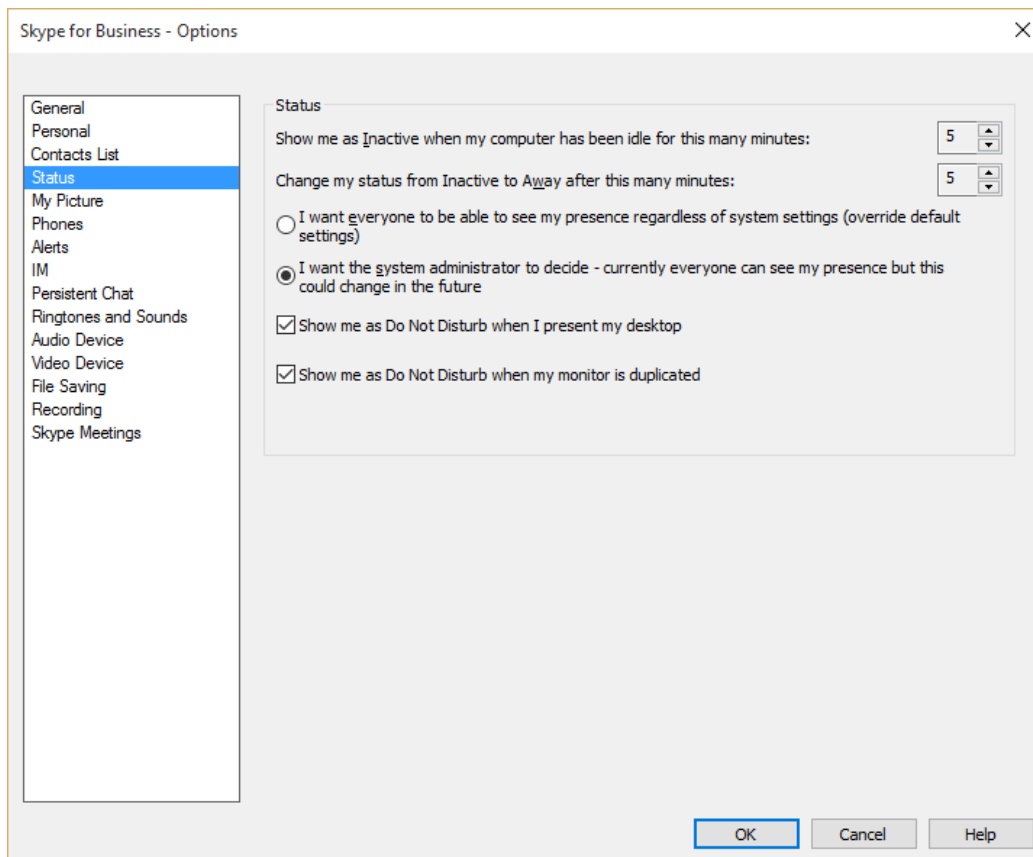 Skype for Business - Options
General
Personal
Contacts List
Status
My Picture
Phones
Alerts
IM
Persistent Chat
Ringtones and Sounds
Audio Device
Video Device
File Saving
Recording
Skype Meetings
Status
Show me as Inactive when my computer has been idle for this many minutes: 5
Change my status from Inactive to Away after this many minutes: 5
I want everyone to be able to see my presence regardless of system settings (override default
settings)
I want the system administrator to decide - currently everyone can see my presence but this
could change in the future
Show me as Do Not Disturb when I present my desktop
Show me as Do Not Disturb when my monitor is duplicated
OK Cancel Help